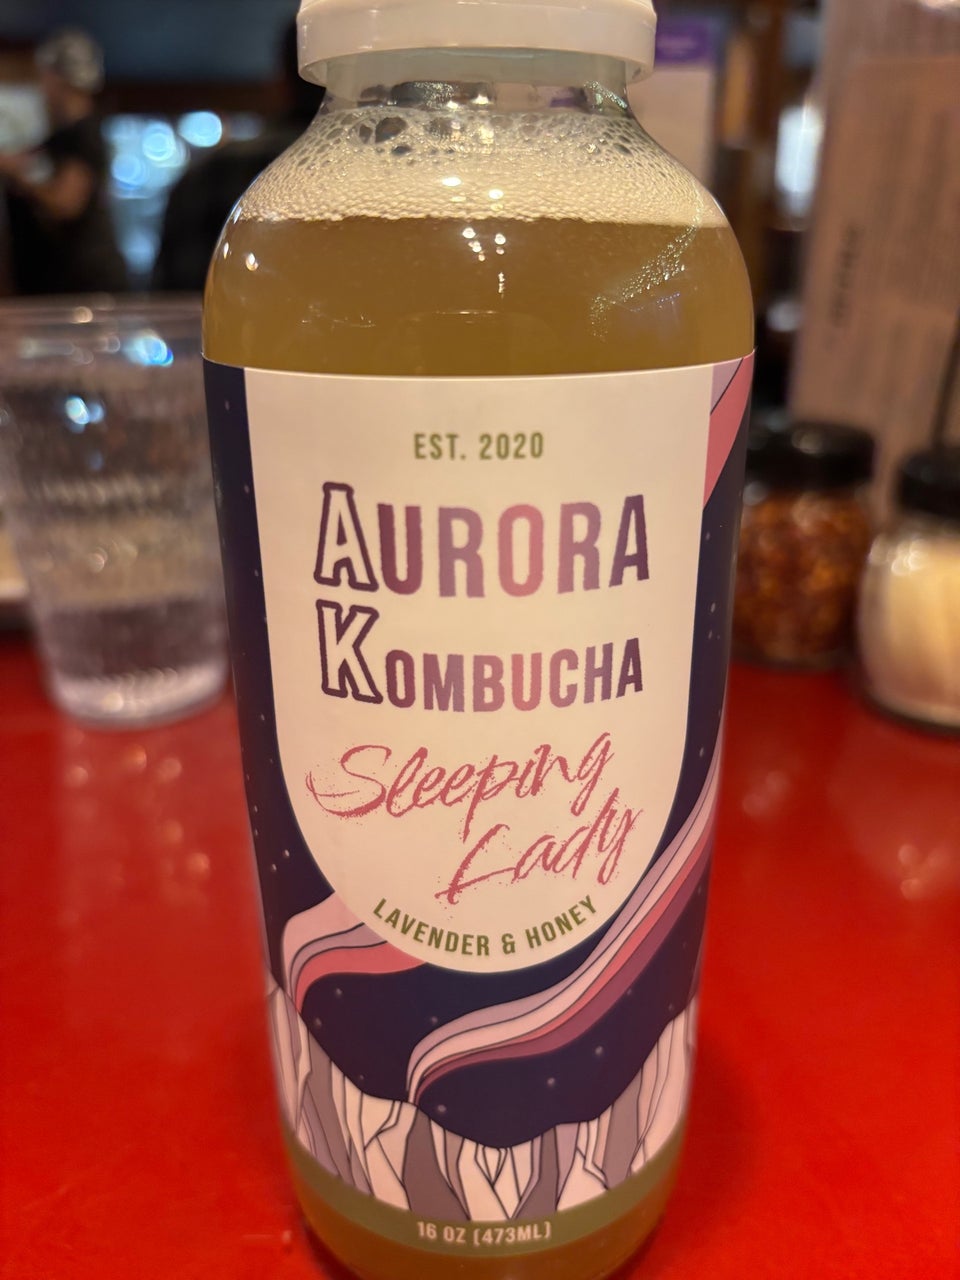 EST. 2020
AURORA
KOMBUCHA
Sleeping
Lady
LAVENDER & HONEY
16 OZ (473ML)